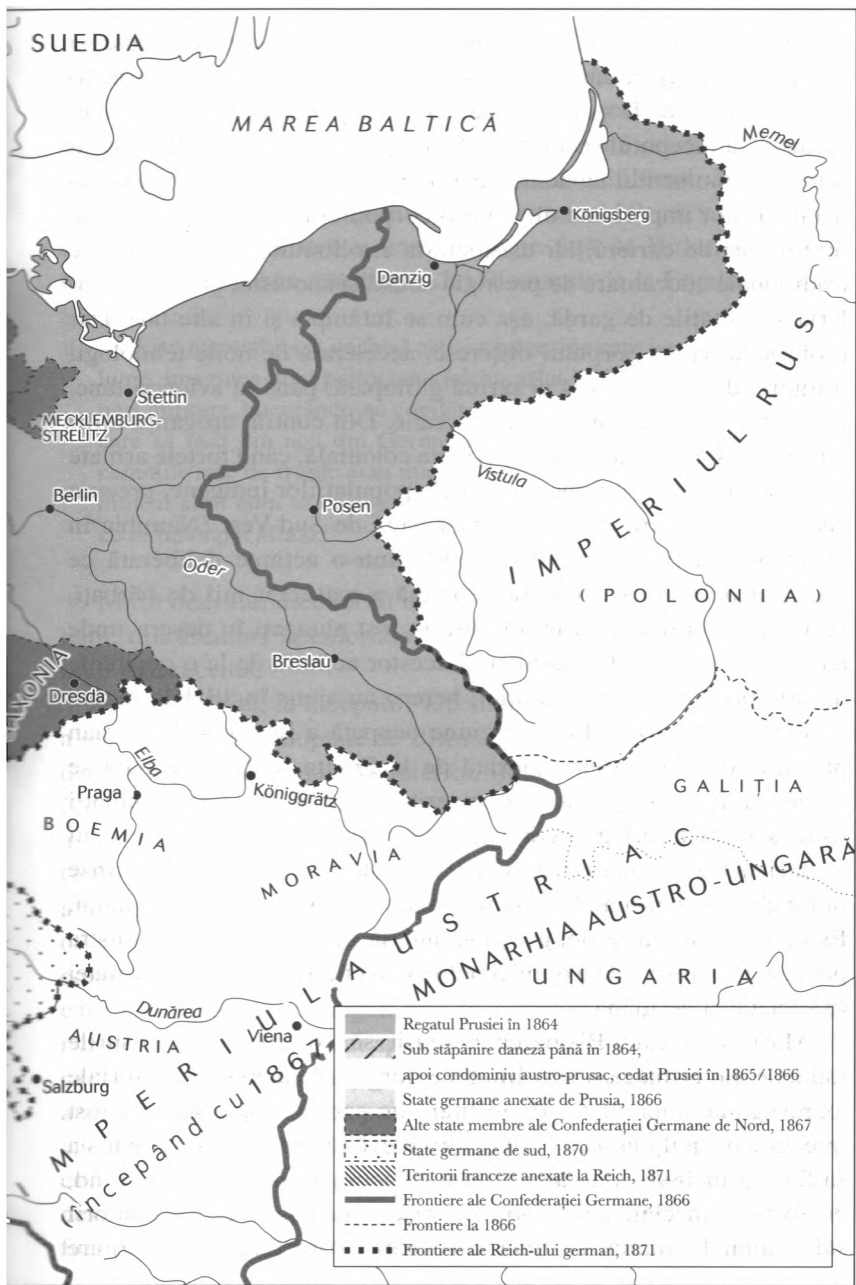 SUEDIA
MAREA BALTICĂ
Memel
Königsberg
Danzig
Stettin
MECKLEMBURG-
STRELITZ
Berlin
Posen
Vistula
IMPERIUL RUS
(POLONIA)
Oder
Breslau
Dresda
Elba
Praga
Königgrätz
BOEMIA
GALIȚIA
MORAVIA
IMPERIUL AUSTRIAC
(începând cu 1867
MONARHIA AUSTRO-UNGARĂ
UNGARIA
Dunărea
AUSTRIA
Viena
Salzburg
Regatul Prusiei în 1864
Sub stăpânire daneză până în 1864,
apoi condominiu austro-prusac, cedat Prusiei în 1865/1866
State germane anexate de Prusia, 1866
Alte state membre ale Confederației Germane de Nord, 1867
State germane de sud, 1870
Teritorii franceze anexate la Reich, 1871
Frontiere ale Confederației Germane, 1866
Frontiere la 1866
Frontiere ale Reich-ului german, 1871